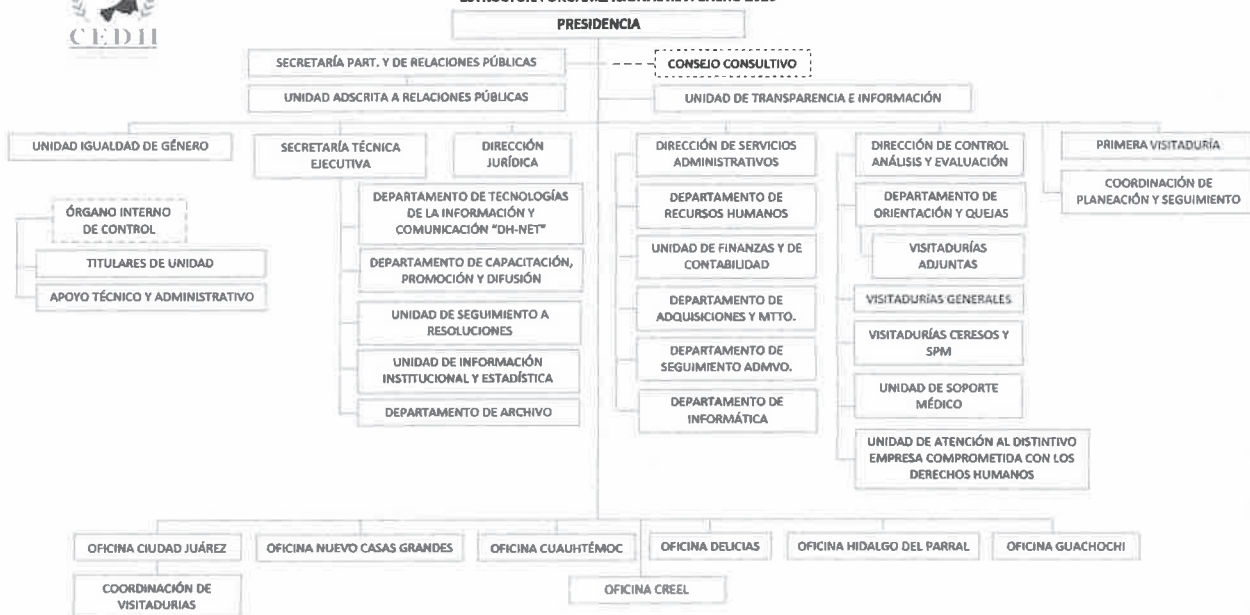 CEDH
PRESIDENCIA
SECRETARÍA PART. Y DE RELACIONES PÚBLICAS
CONSEJO CONSULTIVO
UNIDAD ADSCRITA A RELACIONES PÚBLICAS
UNIDAD DE TRANSPARENCIA E INFORMACIÓN
UNIDAD IGUALDAD DE GÉNERO
SECRETARÍA TÉCNICA
EJECUTIVA
DIRECCIÓN
JURÍDICA
DIRECCIÓN DE SERVICIOS
ADMINISTRATIVOS
DIRECCIÓN DE CONTROL
ANÁLISIS Y EVALUACIÓN
PRIMERA VISITADURÍA
ÓRGANO INTERNO
DE CONTROL
TITULARES DE UNIDAD
APOYO TÉCNICO Y ADMINISTRATIVO
DEPARTAMENTO DE TECNOLOGÍAS
DE LA INFORMACIÓN Y
COMUNICACIÓN "DH-NET"
DEPARTAMENTO DE CAPACITACIÓN,
PROMOCIÓN Y DIFUSIÓN
UNIDAD DE SEGUIMIENTO A
RESOLUCIONES
UNIDAD DE INFORMACIÓN
INSTITUCIONAL Y ESTADÍSTICA
DEPARTAMENTO DE ARCHIVO
DEPARTAMENTO DE
RECURSOS HUMANOS
UNIDAD DE FINANZAS Y DE
CONTABILIDAD
DEPARTAMENTO DE
ADQUISICIONES Y MTTO.
DEPARTAMENTO DE
SEGUIMIENTO ADMVO.
DEPARTAMENTO DE
INFORMÁTICA
DEPARTAMENTO DE
ORIENTACIÓN Y QUEJAS
VISITADURÍAS
ADJUNTAS
VISITADURÍAS GENERALES
VISITADURÍAS CERESOS Y
SPM
UNIDAD DE SOPORTE
MÉDICO
UNIDAD DE ATENCIÓN AL DISTINTIVO
EMPRESA COMPROMETIDA CON LOS
DERECHOS HUMANOS
COORDINACIÓN DE
PLANEACIÓN Y SEGUIMIENTO
OFICINA CIUDAD JUÁREZ
OFICINA NUEVO CASAS GRANDES
OFICINA CUAUHTÉMOC
OFICINA DELICIAS
OFICINA HIDALGO DEL PARRAL
OFICINA GUACHOCHI
COORDINACIÓN DE
VISITADURIAS
OFICINA CREEL